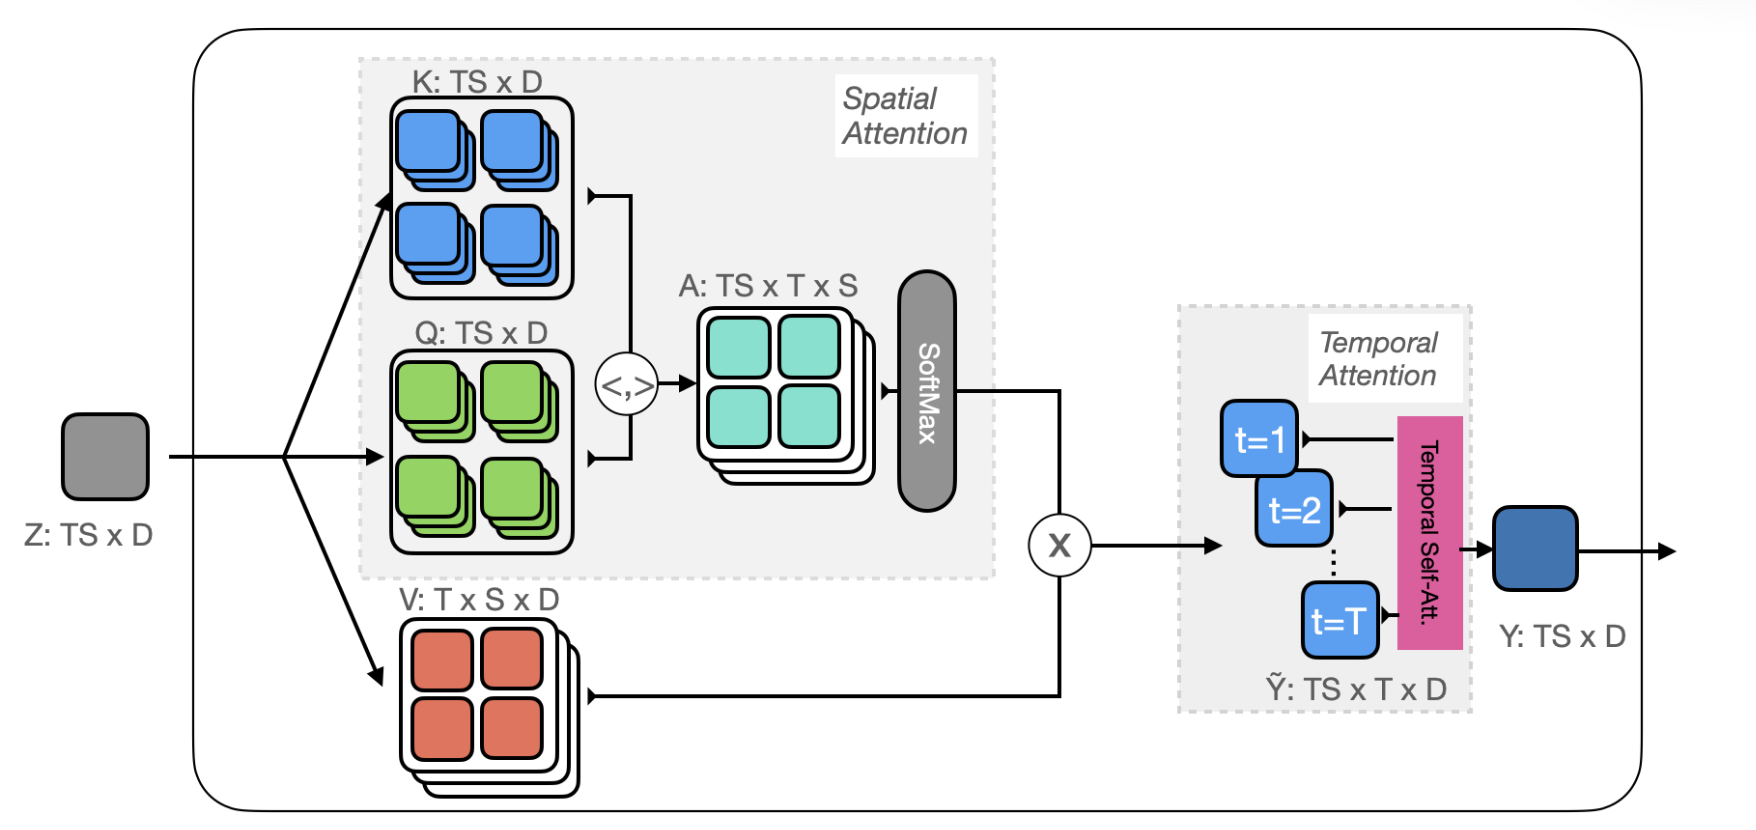 K: TS x D
Spatial
Attention
Q: TS x D
<,>
A: TS x T x S
SoftMax
Z: TS x D
V: T x S x D
X
Temporal
Attention
t=1
t=2
t=T
Temporal Self-Att.
Ỹ: TS x T x D
Y: TS x D